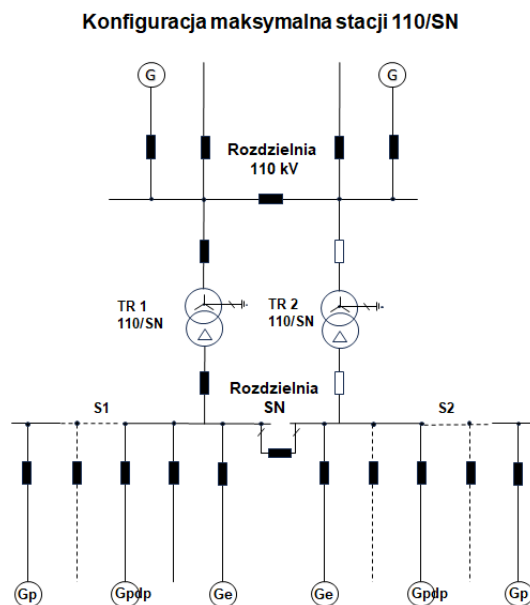 Konfiguracja maksymalna stacji 110/SN
G
G
Rozdzielnia
110 kV
TR 1
110/SN
TR 2
110/SN
Rozdzielnia
SN
S1
S2
Gp
Gpdp
Ge
Ge
Gpdp
Gp